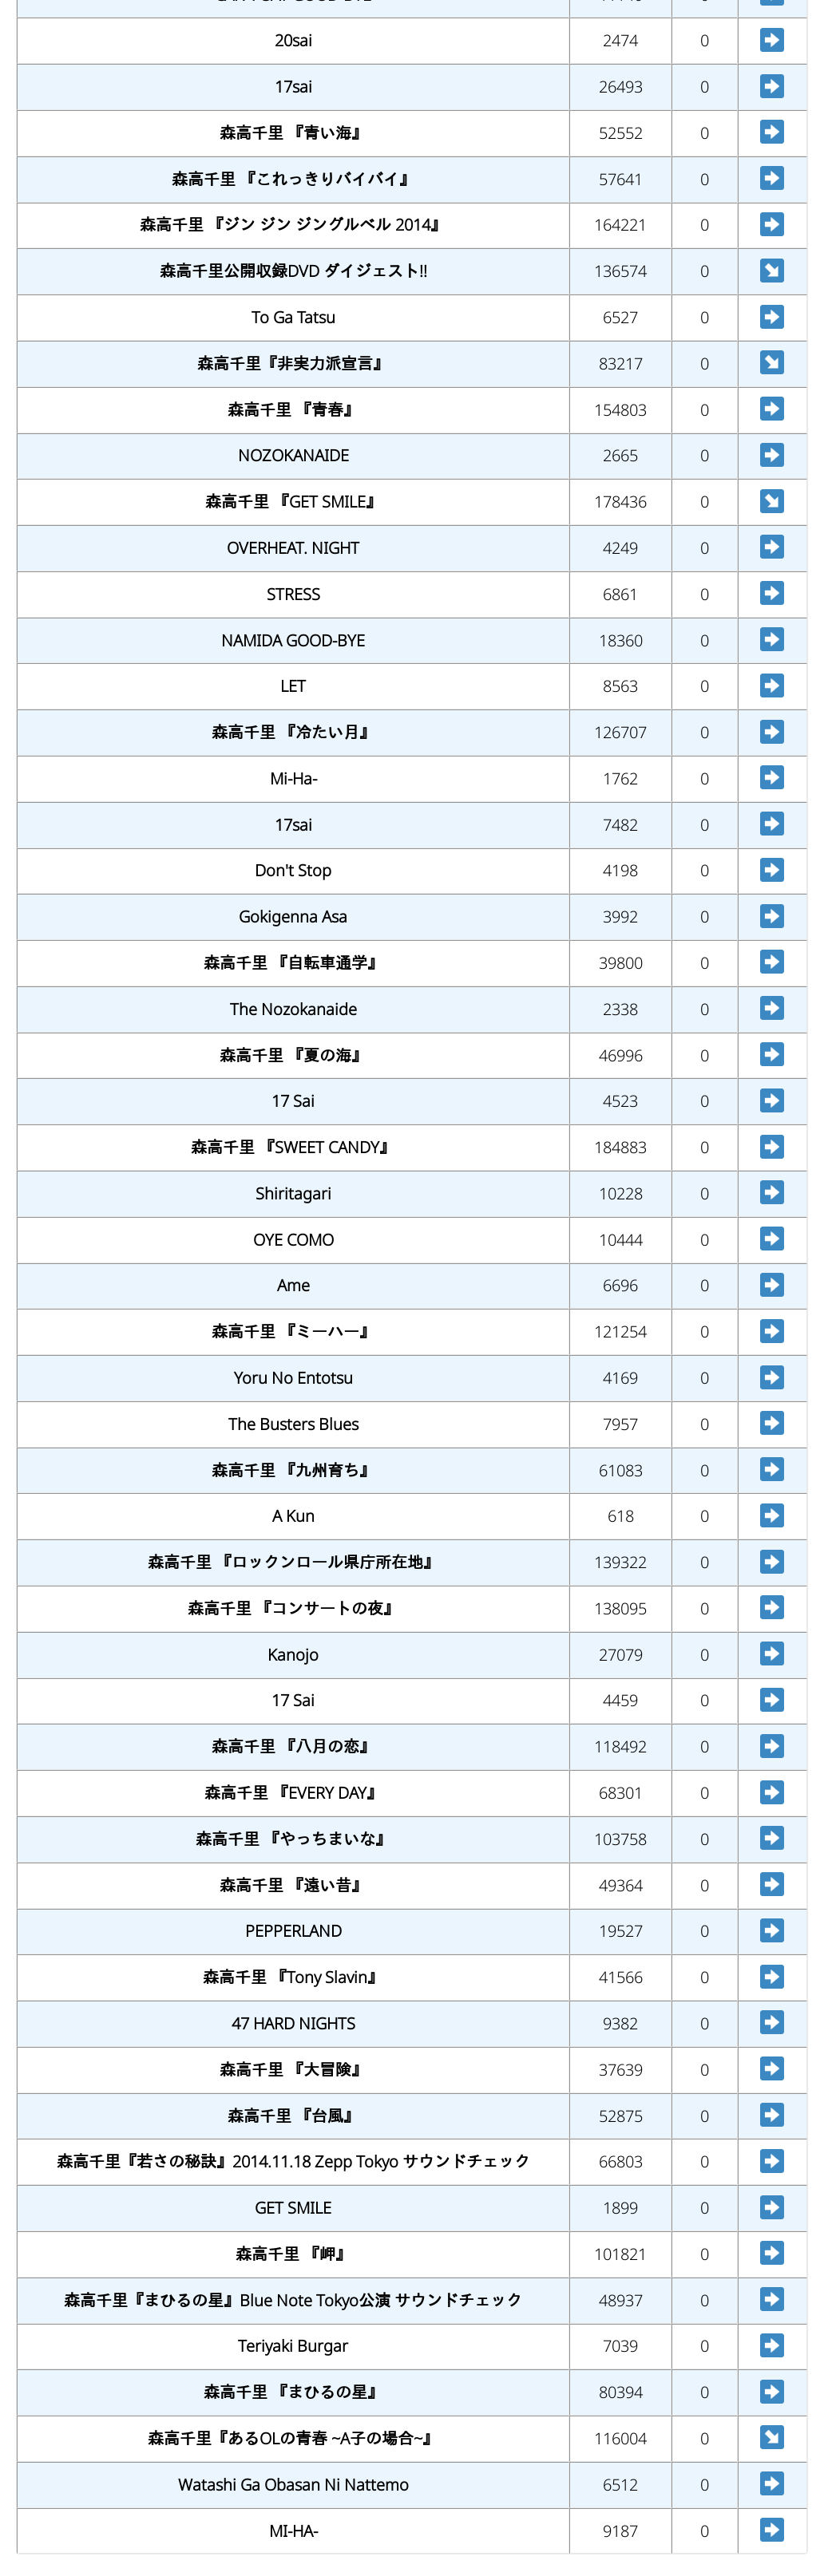 20sai 2474 0
17sai 26493 0
森高千里 『青い海』 52552 0
森高千里 『これっきりバイバイ』 57641 0
森高千里 『ジン ジン ジングルベル 2014』 164221 0
森高千里公開収録DVD ダイジェスト!! 136574 0
To Ga Tatsu 6527 0
森高千里『非実力派宣言』 83217 0
森高千里 『青春』 154803 0
NOZOKANAIDE 2665 0
森高千里 『GET SMILE』 178436 0
OVERHEAT. NIGHT 4249 0
STRESS 6861 0
NAMIDA GOOD-BYE 18360 0
LET 8563 0
森高千里 『冷たい月』 126707 0
Mi-Ha- 1762 0
17sai 7482 0
Don't Stop 4198 0
Gokigenna Asa 3992 0
森高千里 『自転車通学』 39800 0
The Nozokanaide 2338 0
森高千里 『夏の海』 46996 0
17 Sai 4523 0
森高千里 『SWEET CANDY』 184883 0
Shiritagari 10228 0
OYE COMO 10444 0
Ame 6696 0
森高千里 『ミーハー』 121254 0
Yoru No Entotsu 4169 0
The Busters Blues 7957 0
森高千里 『九州育ち』 61083 0
A Kun 618 0
森高千里 『ロックンロール県庁所在地』 139322 0
森高千里 『コンサートの夜』 138095 0
Kanojo 27079 0
17 Sai 4459 0
森高千里 『八月の恋』 118492 0
森高千里 『EVERY DAY』 68301 0
森高千里 『やっちまいな』 103758 0
森高千里 『遠い昔』 49364 0
PEPPERLAND 19527 0
森高千里 『Tony Slavin』 41566 0
47 HARD NIGHTS 9382 0
森高千里 『大冒険』 37639 0
森高千里 『台風』 52875 0
森高千里『若さの秘訣』2014.11.18 Zepp Tokyo サウンドチェック 66803 0
GET SMILE 1899 0
森高千里 『岬』 101821 0
森高千里『まひるの星』Blue Note Tokyo公演 サウンドチェック 48937 0
Teriyaki Burgar 7039 0
森高千里 『まひるの星』 80394 0
森高千里『あるOLの青春 ~A子の場合~』 116004 0
Watashi Ga Obasan Ni Nattemo 6512 0
MI-HA- 9187 0